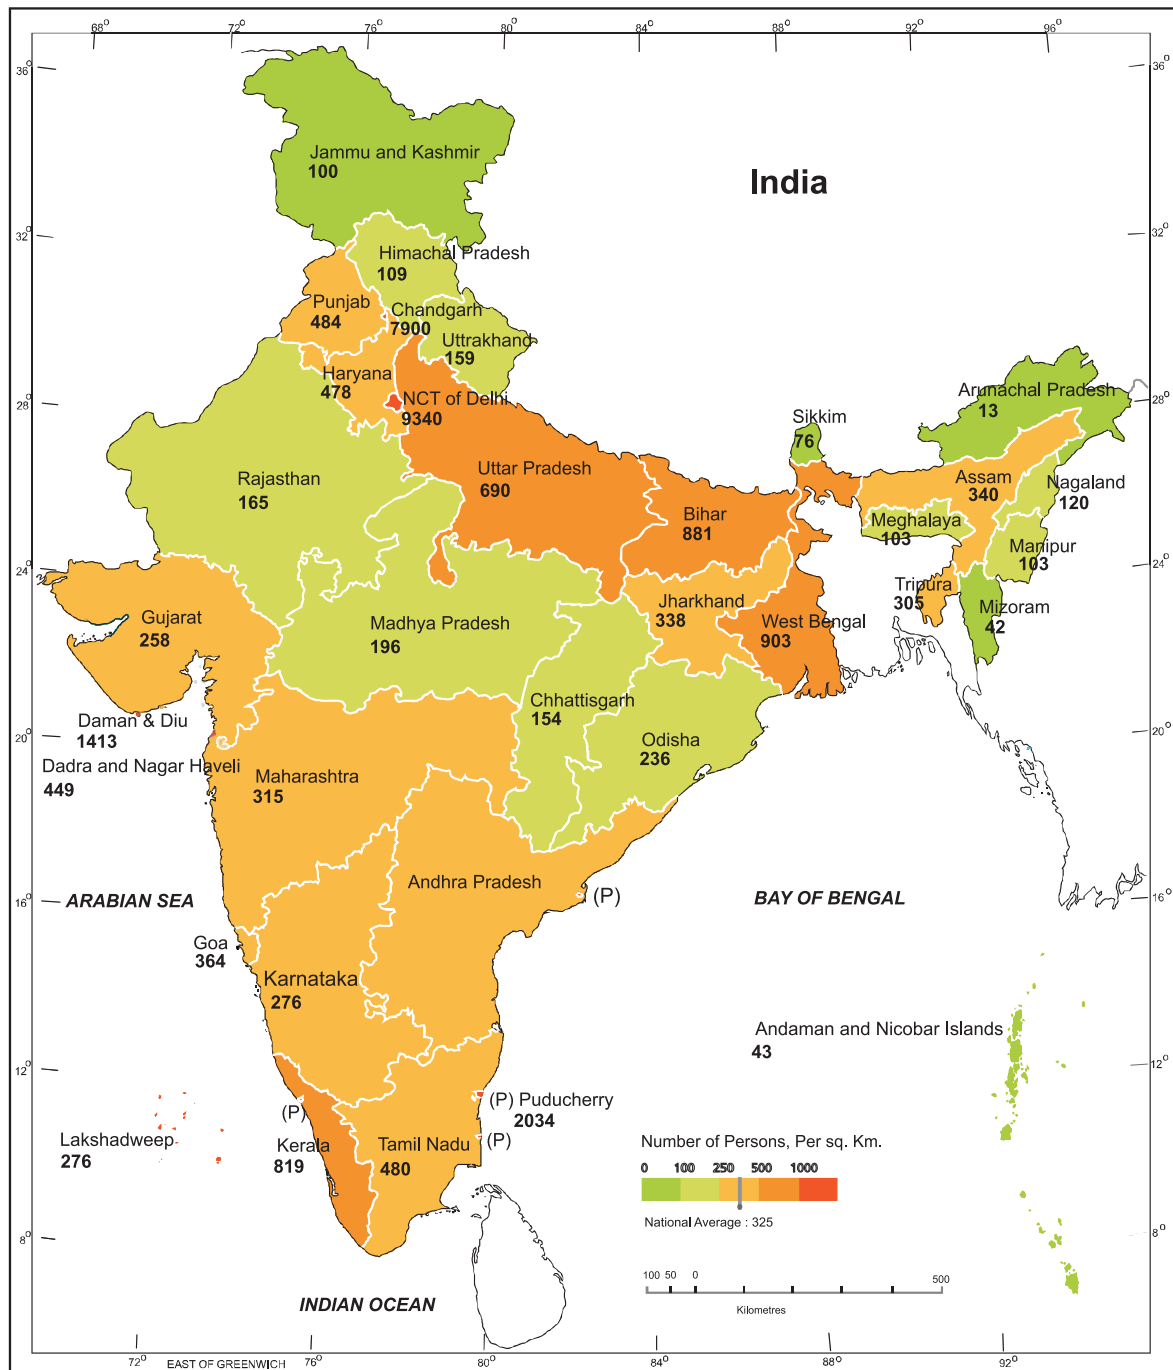 68° 72° 76° 80° 84° 88° 92° 96°
36° 36°
India
Jammu and Kashmir
100
32° 32°
Himachal Pradesh
109
Punjab
484
Chandgarh
7900
Uttrakhand
159
Haryana
478
NCT of Delhi
9340
28° 28°
Arunachal Pradesh
13
Sikkim
76
Rajasthan
165
Uttar Pradesh
690
Assam
340
Nagaland
120
Bihar
881
Meghalaya
103
Manipur
103
24° 24°
Tripura
305
Mizoram
42
Gujarat
258
Madhya Pradesh
196
Jharkhand
338
West Bengal
903
Chhattisgarh
154
Daman & Diu
1413
20° 20°
Odisha
236
Dadra and Nagar Haveli
449
Maharashtra
315
Andhra Pradesh
(P)
16° 16°
ARABIAN SEA
BAY OF BENGAL
Goa
364
Karnataka
276
Andaman and Nicobar Islands
43
12° 12°
(P)
(P) Puducherry
2034
(P)
Lakshadweep
276
Kerala
819
Tamil Nadu
480
Number of Persons, Per sq. Km.
0 100 250 500 1000
National Average : 325
8° 8°
100 50 0 500
Kilometres
INDIAN OCEAN
72° EAST OF GREENWICH 76° 80° 84° 88° 92°